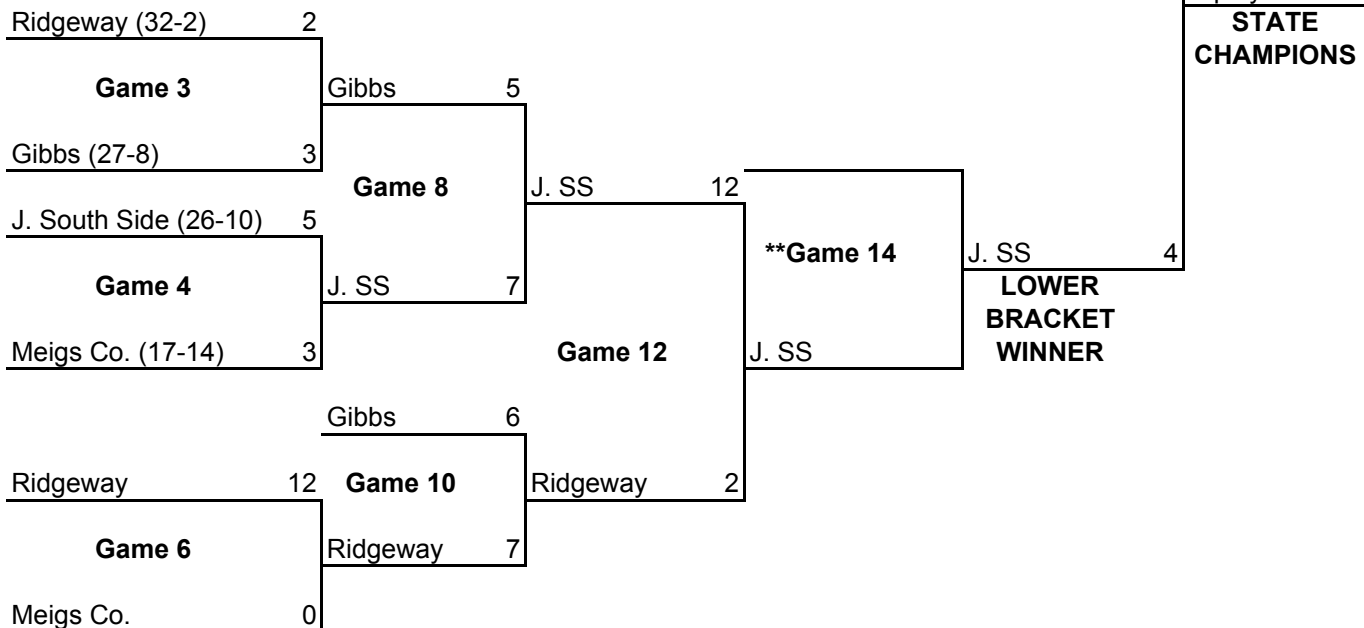 Ridgeway (32-2) 2
STATE
CHAMPIONS
Game 3
Gibbs 5
Gibbs (27-8) 3
Game 8
J. SS 12
J. South Side (26-10) 5
**Game 14
J. SS 4
Game 4
J. SS 7
LOWER
BRACKET
WINNER
Meigs Co. (17-14) 3
Game 12
J. SS
Gibbs 6
Ridgeway 12
Game 10
Ridgeway 2
Game 6
Ridgeway 7
Meigs Co. 0